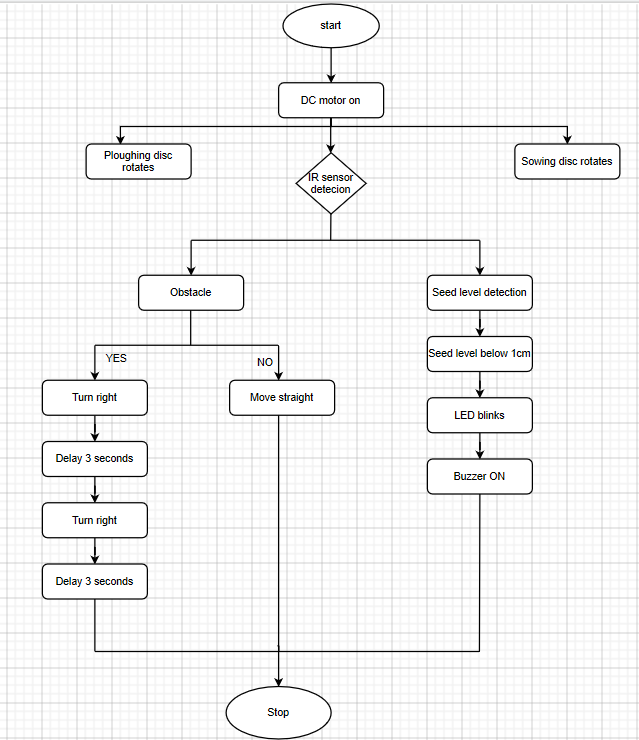 start
DC motor on
Ploughing disc
rotates
IR sensor
detecion
Sowing disc rotates
Obstacle
Seed level detection
YES
NO
Seed level below 1cm
Turn right
Move straight
LED blinks
Delay 3 seconds
Buzzer ON
Turn right
Delay 3 seconds
Stop